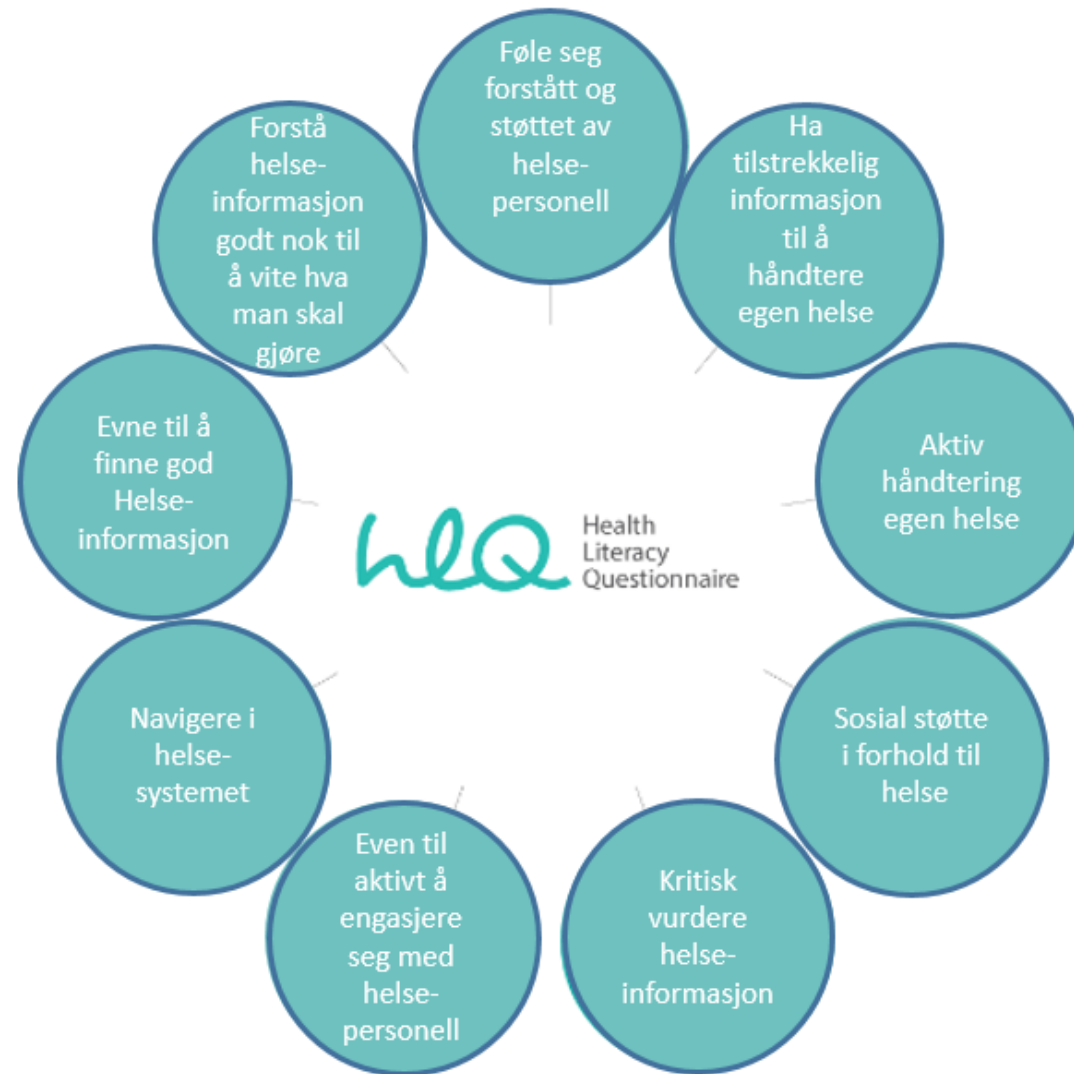 Føle seg
forstått og
støttet av
helse-
personell
Ha
tilstrekkelig
informasjon
til å
håndtere
egen helse
Aktiv
håndtering
egen helse
Sosial støtte
i forhold til
helse
Kritisk
vurdere
helse-
informasjon
Even til
aktivt å
engasjere
seg med
helse-
personell
Navigere i
helse-
systemet
Evne til å
finne god
Helse-
informasjon
Forstå
helse-
informasjon
godt nok til
å vite hva
man skal
gjøre
hlQ
Health
Literacy
Questionnaire